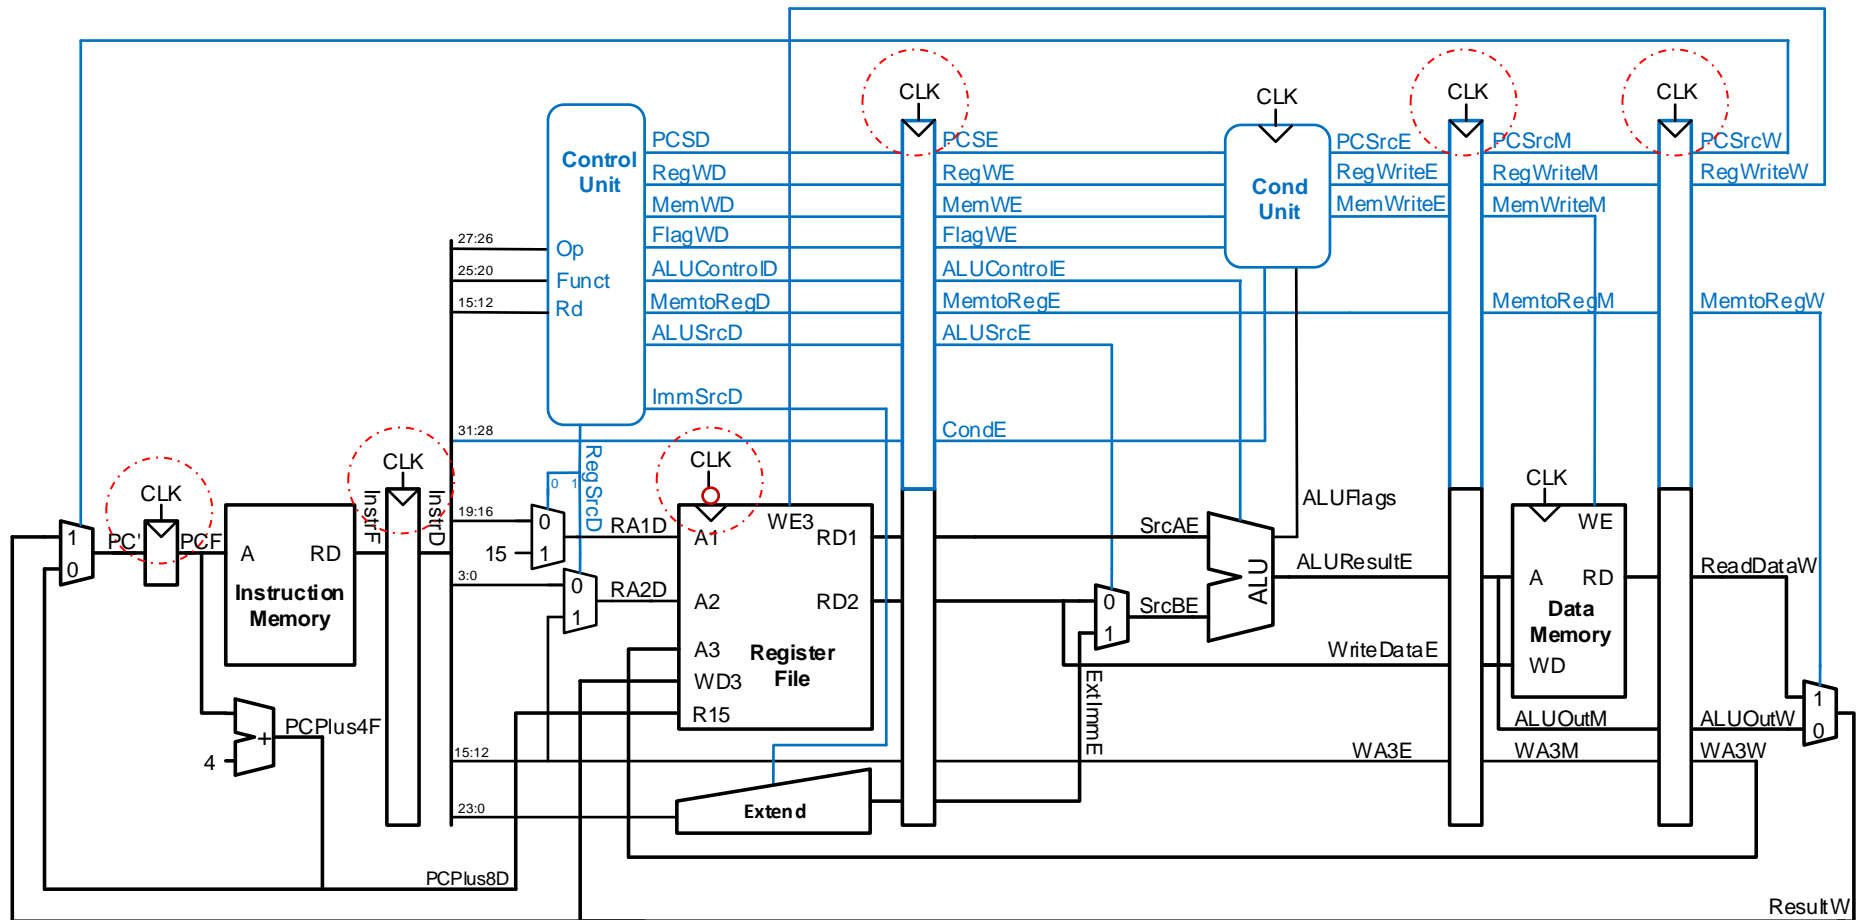 CLK
CLK
CLK
CLK
PCSD
PCSE
PCSrcE
PCSrcM
PCSrcW
Control
Unit
RegWD
RegWE
RegWriteE
RegWriteM
RegWriteW
Cond
Unit
MemWD
MemWE
MemWriteE
MemWriteM
27:26
Op
FlagWD
FlagWE
25:20
Funct
ALUControlD
ALUControlE
15:12
Rd
MemtoRegD
MemtoRegE
MemtoRegM
MemtoRegW
ALUSrcD
ALUSrcE
ImmSrcD
31:28
CondE
RegSrcD
0 1
CLK
CLK
CLK
CLK
InstrF
InstrD
ALUFlags
19:16
0
15
1
RA1D
A1
WE3
RD1
SrcAE
WE
1
0
PC'
PCF
A
RD
Instruction
Memory
ALU
ALUResultE
A
RD
ReadDataW
3:0
0
1
RA2D
A2
RD2
0
1
SrcBE
Data
Memory
A3
Register
File
WriteDataE
WD
WD3
ExtImmE
R15
PCPlus4F
+
4
ALUOutM
ALUOutW
1
0
15:12
WA3E
WA3M
WA3W
23:0
Extend
PCPlus8D
ResultW